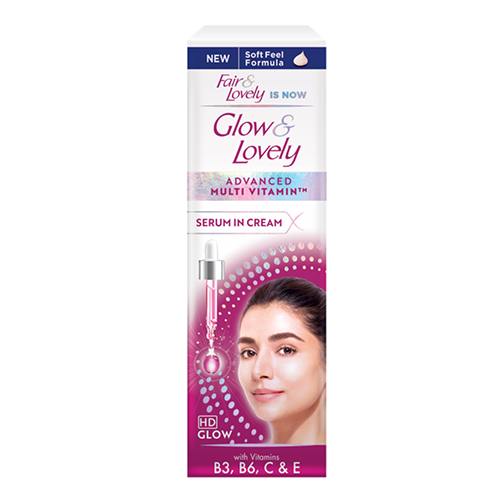 NEW
Soft Feel
Formula
Fair &
Lovely IS NOW
Glow &
Lovely
ADVANCED
MULTI VITAMIN™
SERUM IN CREAM
HD
GLOW
with Vitamins
B3, B6, C & E